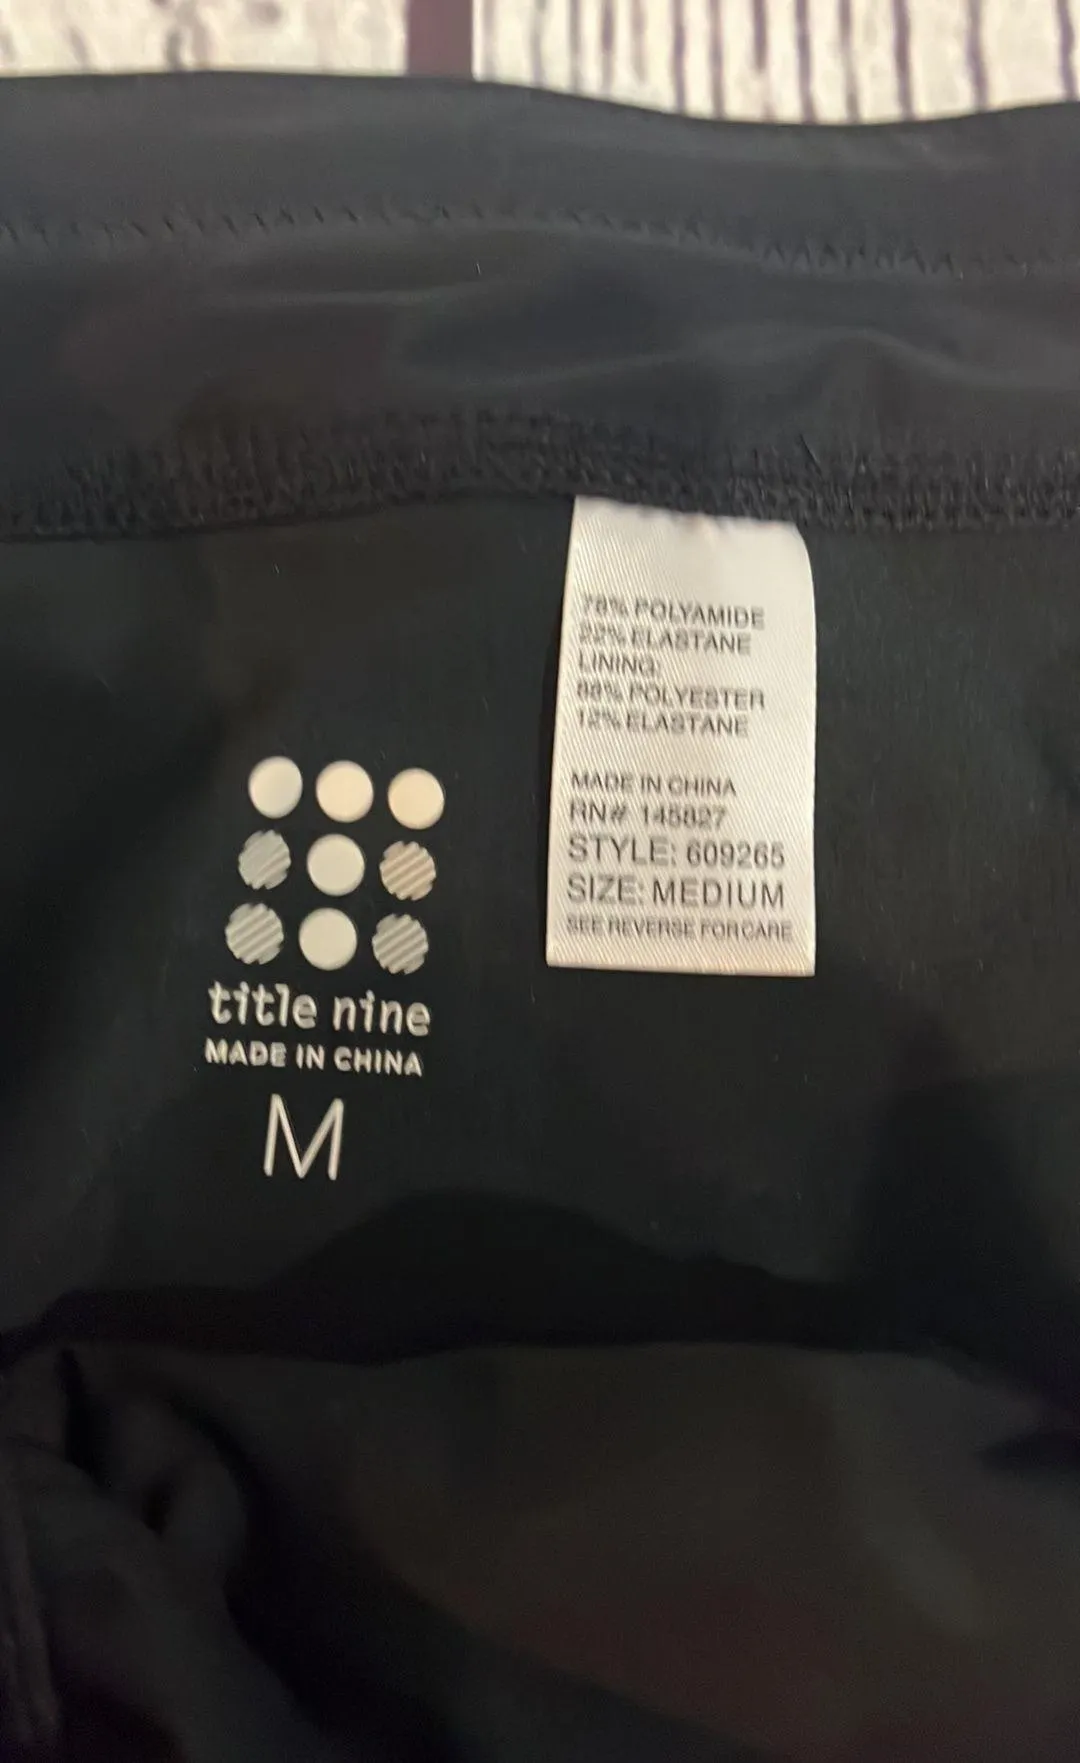 78% POLYAMIDE
22% ELASTANE
LINING:
88% POLYESTER
12% ELASTANE
MADE IN CHINA
RN# 145827
STYLE: 609265
SIZE: MEDIUM
SEE REVERSE FOR CARE
title nine
MADE IN CHINA
M